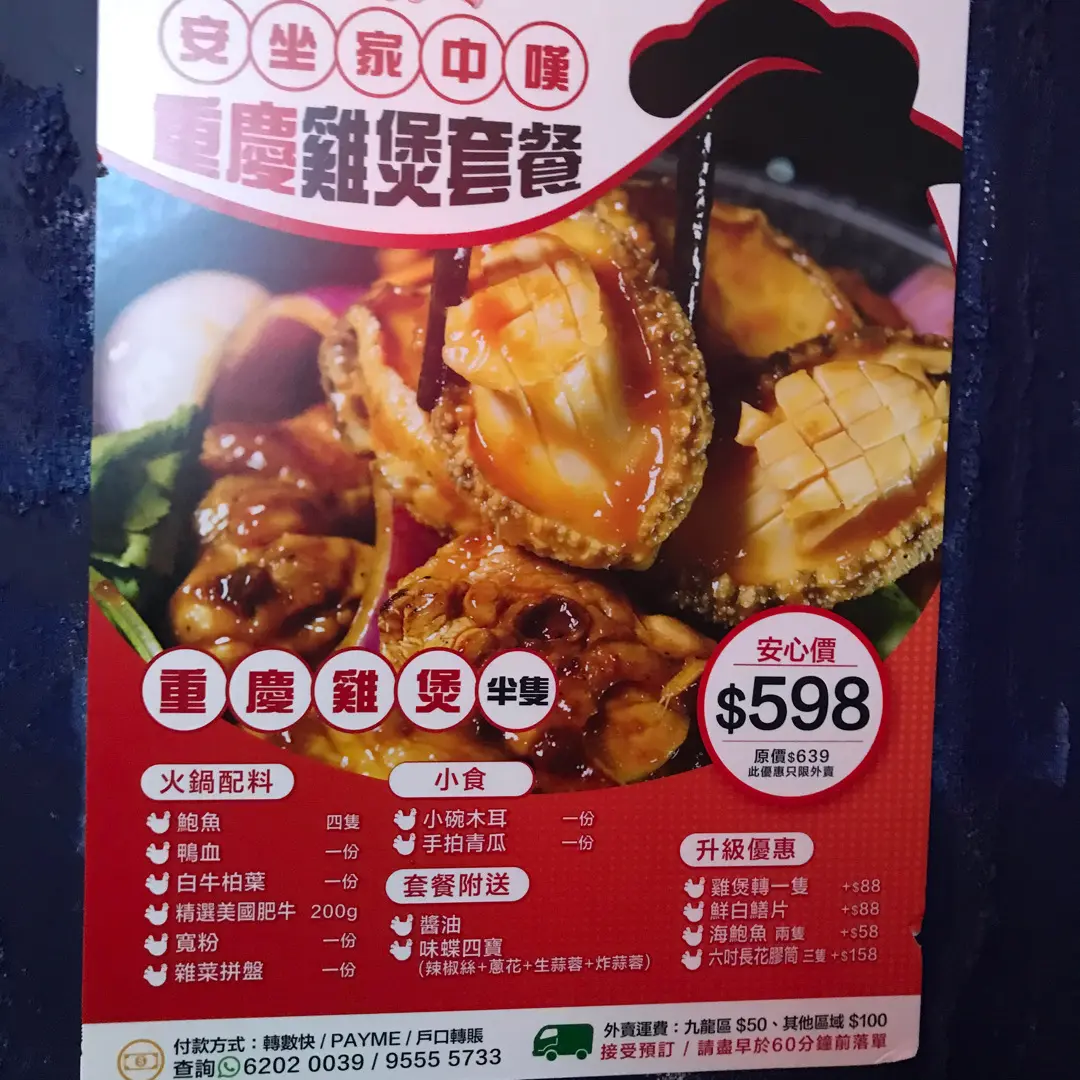 安坐家中嘆
重慶雞煲套餐
重慶雞煲半隻
安心價
$598
原價$639
此優惠只限外賣
火鍋配料
鮑魚 四隻
鴨血 一份
白牛柏葉 一份
精選美國肥牛 200g
寬粉 一份
雜菜拼盤 一份
小食
小碗木耳 一份
手拍青瓜 一份
套餐附送
醬油
味蝶四寶
(辣椒絲+蔥花+生蒜蓉+炸蒜蓉)
升級優惠
雞煲轉一隻 +$88
鮮白鱔片 +$88
海鮑魚 兩隻 +$58
六吋長花膠筒 三隻 +$158
付款方式：轉數快 / PAYME / 戶口轉賬
查詢 6202 0039 / 9555 5733
外賣運費：九龍區 $50、其他區域 $100
接受預訂 / 請盡早於60分鐘前落單